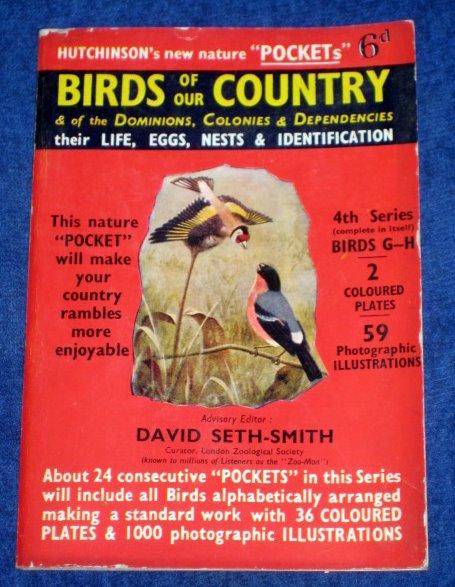 HUTCHINSON's new nature "POCKETs" 6d
BIRDS OF OUR COUNTRY
& of the DOMINIONS, COLONIES & DEPENDENCIES
their LIFE, EGGS, NESTS & IDENTIFICATION
This nature
"POCKET"
will make
your
country
rambles
more
enjoyable
4th Series
(complete in itself)
BIRDS G—H
2
COLOURED
PLATES
59
Photographic
ILLUSTRATIONS
Advisory Editor :
DAVID SETH-SMITH
Curator, London Zoological Society
(known to millions of Listeners as the "Zoo-Man")
About 24 consecutive "POCKETS" in this Series
will include all Birds alphabetically arranged
making a standard work with 36 COLOURED
PLATES & 1000 photographic ILLUSTRATIONS